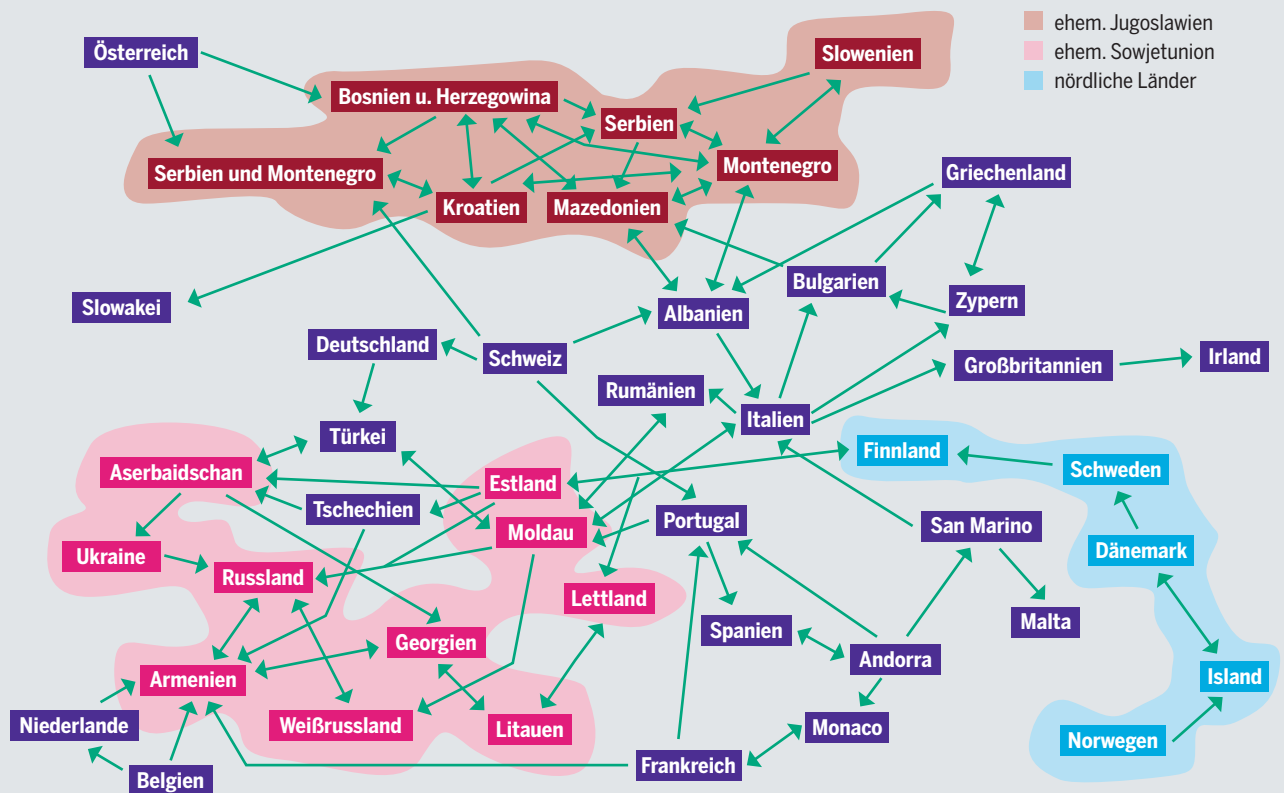 ehem. Jugoslawien
ehem. Sowjetunion
nördliche Länder
Österreich
Slowenien
Bosnien u. Herzegowina
Serbien
Serbien und Montenegro
Montenegro
Griechenland
Kroatien
Mazedonien
Bulgarien
Zypern
Slowakei
Albanien
Deutschland
Schweiz
Großbritannien
Irland
Rumänien
Italien
Türkei
Finnland
Aserbaidschan
Estland
Schweden
Tschechien
Moldau
Portugal
San Marino
Ukraine
Dänemark
Russland
Lettland
Malta
Georgien
Spanien
Andorra
Armenien
Island
Niederlande
Weißrussland
Litauen
Monaco
Norwegen
Belgien
Frankreich